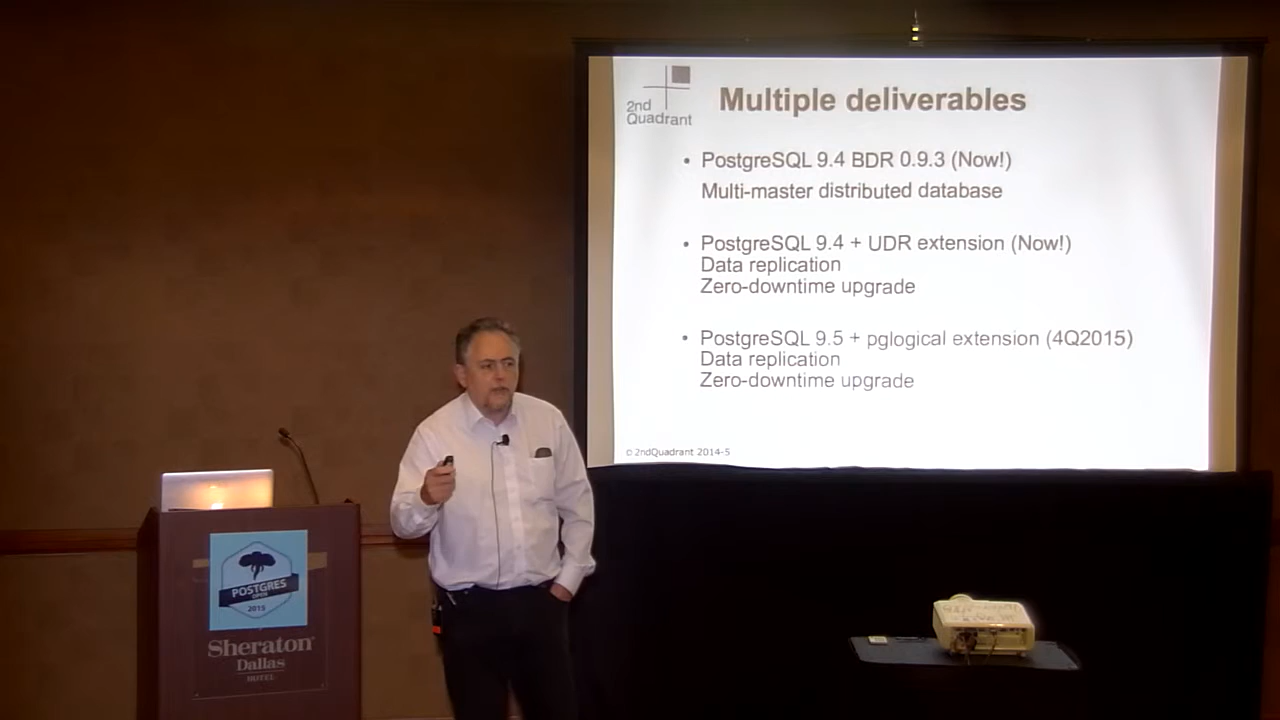 2nd
Quadrant
Multiple deliverables
• PostgreSQL 9.4 BDR 0.9.3 (Now!)
Multi-master distributed database
• PostgreSQL 9.4 + UDR extension (Now!)
Data replication
Zero-downtime upgrade
• PostgreSQL 9.5 + pglogical extension (4Q2015)
Data replication
Zero-downtime upgrade
© 2ndQuadrant 2014-5
POSTGRES
OPEN
2015
Sheraton
Dallas
HOTEL